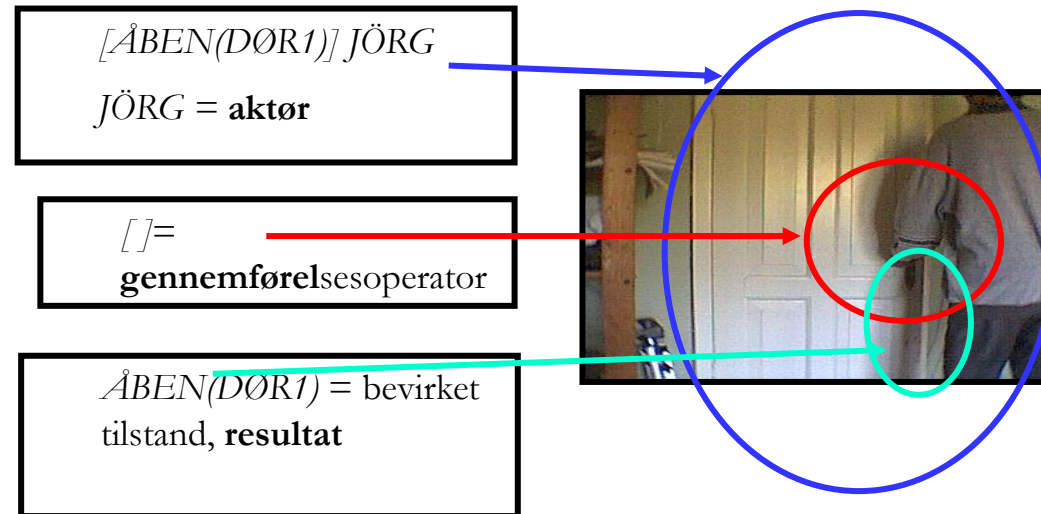 [ÅBEN(DØR1)] JÖRG
JÖRG = aktør
[ ]=
gennemførelsesoperator
ÅBEN(DØR1) = bevirket
tilstand, resultat